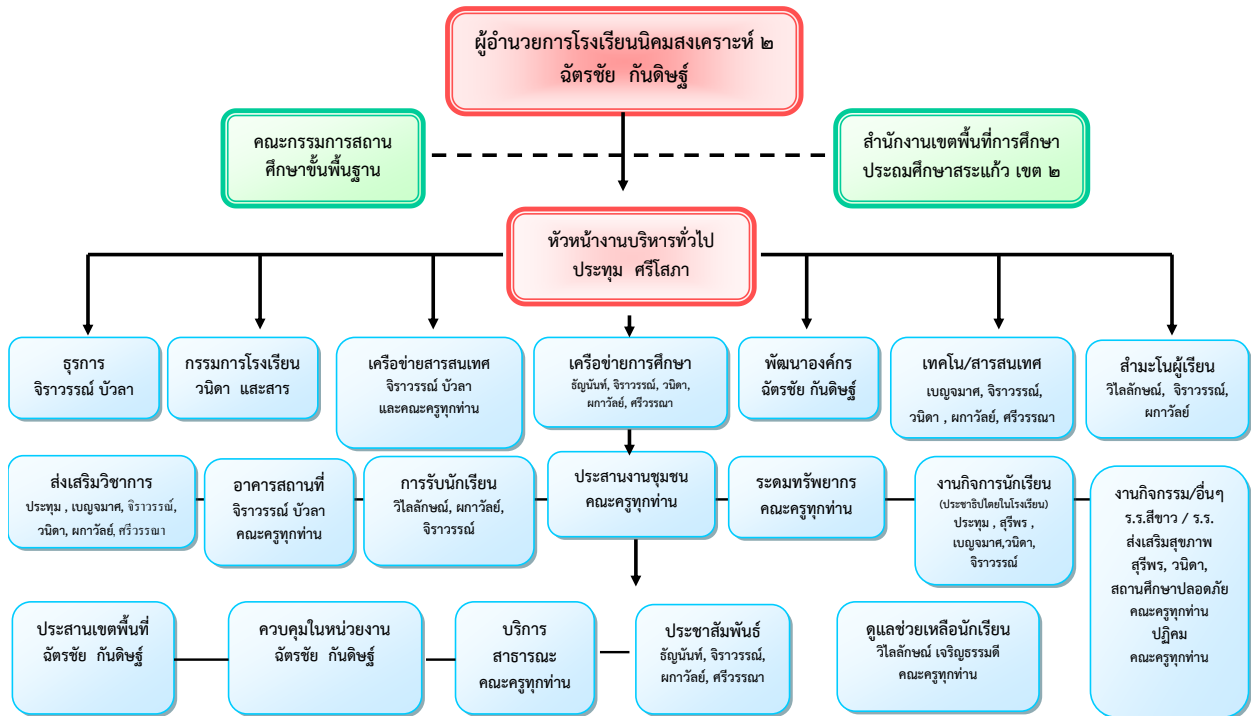 ผู้อำนวยการโรงเรียนนิคมสงเคราะห์ ๒
ฉัตรชัย กันดิษฐ์
คณะกรรมการสถาน
ศึกษาขั้นพื้นฐาน
สำนักงานเขตพื้นที่การศึกษา
ประถมศึกษาสระแก้ว เขต ๒
หัวหน้างานบริหารทั่วไป
ประทุม ศรีโสภา
ธุรการ
จิราวรรณ์ บัวลา
กรรมการโรงเรียน
วนิดา แสะสาร
เครือข่ายสารสนเทศ
จิราวรรณ์ บัวลา
และคณะครูทุกท่าน
เครือข่ายการศึกษา
ธัญนันท์, จิราวรรณ์, วนิดา,
ผกาวัลย์, ศรีวรรณา
พัฒนาองค์กร
ฉัตรชัย กันดิษฐ์
เทคโน/สารสนเทศ
เบญจมาศ, จิราวรรณ์,
วนิดา , ผกาวัลย์, ศรีวรรณา
สำมะโนผู้เรียน
วิไลลักษณ์, จิราวรรณ์,
ผกาวัลย์
ส่งเสริมวิชาการ
ประทุม , เบญจมาศ, จิราวรรณ์,
วนิดา, ผกาวัลย์, ศรีวรรณา
อาคารสถานที่
จิราวรรณ์ บัวลา
คณะครูทุกท่าน
การรับนักเรียน
วิไลลักษณ์, ผกาวัลย์,
จิราวรรณ์
ประสานงานชุมชน
คณะครูทุกท่าน
ระดมทรัพยากร
คณะครูทุกท่าน
งานกิจการนักเรียน
(ประชาธิปไตยในโรงเรียน)
ประทุม , สุรีพร ,
เบญจมาศ,วนิดา,
จิราวรรณ์
งานกิจกรรม/อื่นๆ
ร.ร.สีขาว / ร.ร.
ส่งเสริมสุขภาพ
สุรีพร, วนิดา,
สถานศึกษาปลอดภัย
คณะครูทุกท่าน
ปฏิคม
คณะครูทุกท่าน
ประสานเขตพื้นที่
ฉัตรชัย กันดิษฐ์
ควบคุมในหน่วยงาน
ฉัตรชัย กันดิษฐ์
บริการ
สาธารณะ
คณะครูทุกท่าน
ประชาสัมพันธ์
ธัญนันท์, จิราวรรณ์,
ผกาวัลย์, ศรีวรรณา
ดูแลช่วยเหลือนักเรียน
วิไลลักษณ์ เจริญธรรมดี
คณะครูทุกท่าน